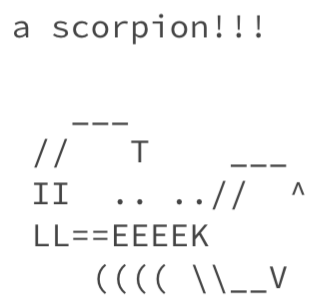 a scorpion!!!
   ___
 //   T    ___
 II  .. ..//  ^
 LL==EEEEK
    (((( \\__V